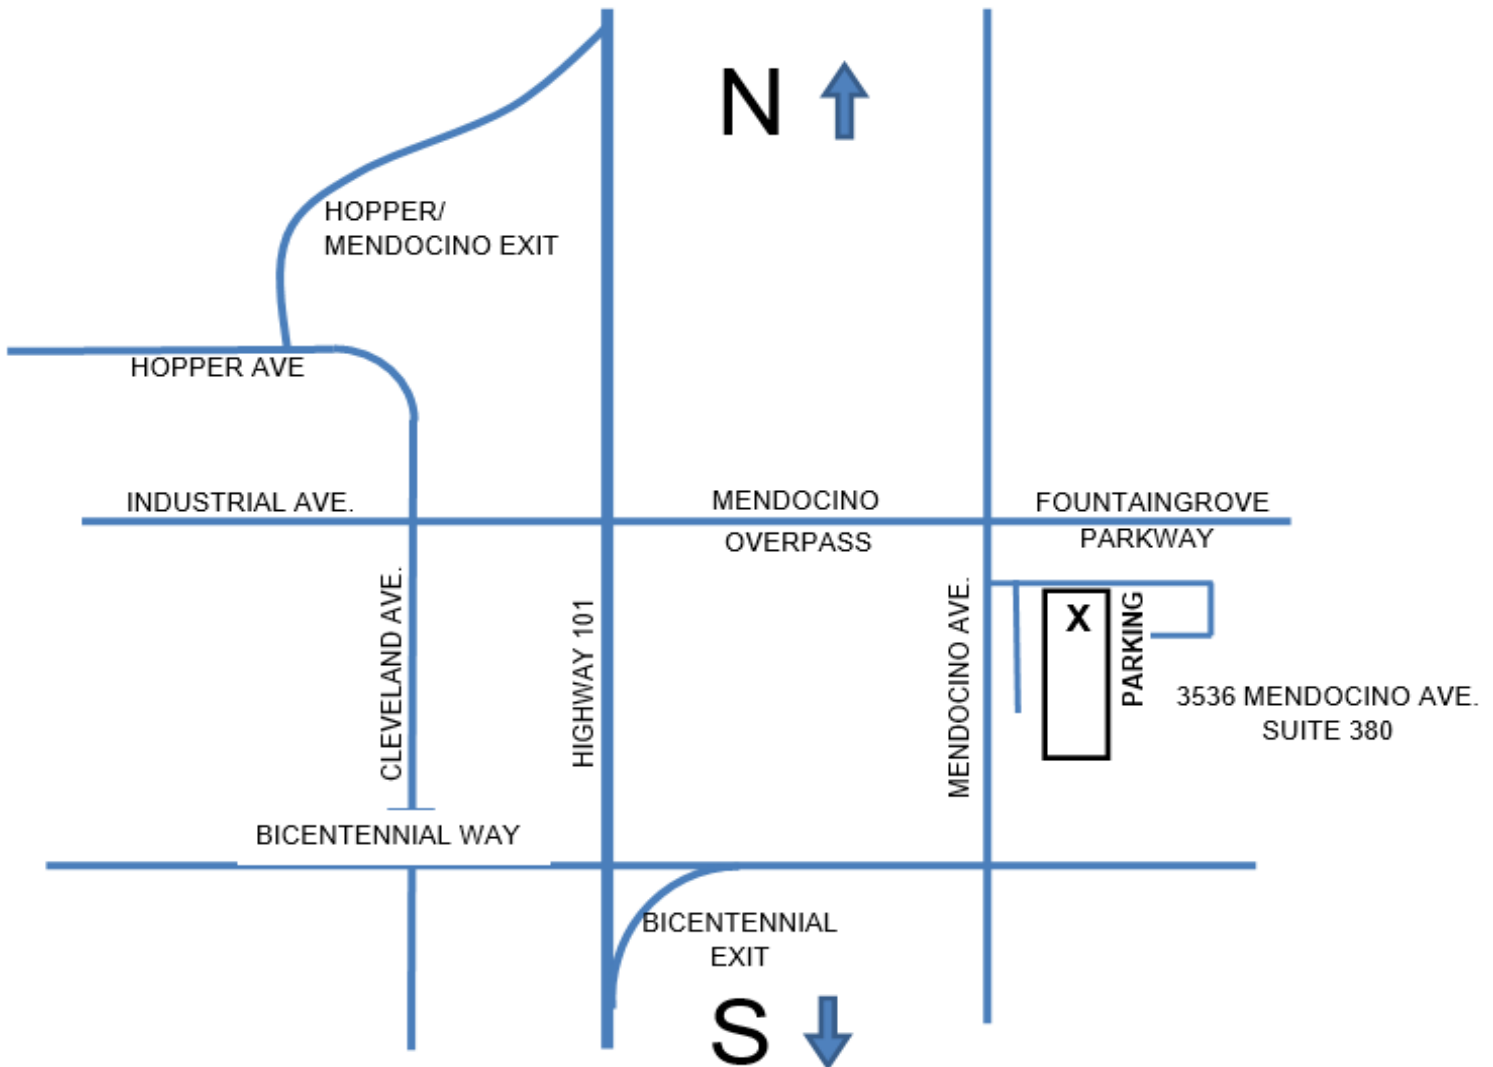 N
HOPPER/
MENDOCINO EXIT
HOPPER AVE
INDUSTRIAL AVE.
MENDOCINO
OVERPASS
FOUNTAINGROVE
PARKWAY
CLEVELAND AVE.
HIGHWAY 101
MENDOCINO AVE.
X
PARKING
3536 MENDOCINO AVE.
SUITE 380
BICENTENNIAL WAY
BICENTENNIAL
EXIT
S